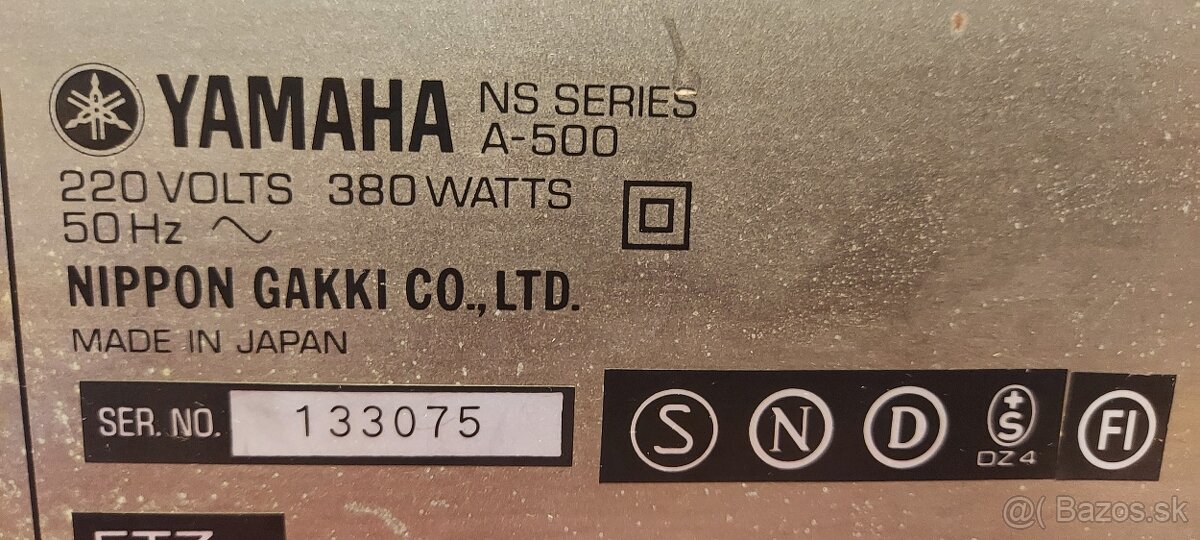 YAMAHA NS SERIES
A-500
220 VOLTS 380 WATTS
50 Hz ~
NIPPON GAKKI CO., LTD.
MADE IN JAPAN
SER. NO. 133075
S N D +S FI
DZ 4
FTZ
@( Bazos.sk